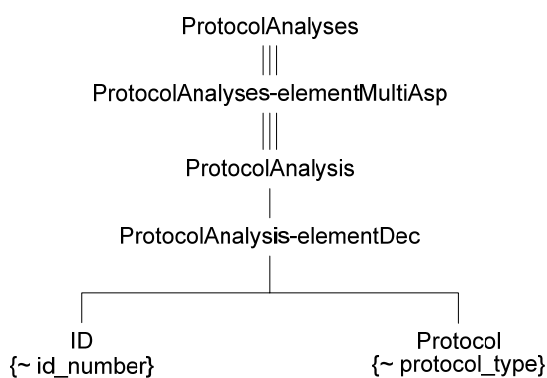 ProtocolAnalyses
ProtocolAnalyses-elementMultiAsp
ProtocolAnalysis
ProtocolAnalysis-elementDec
ID
{~ id_number}
Protocol
{~ protocol_type}